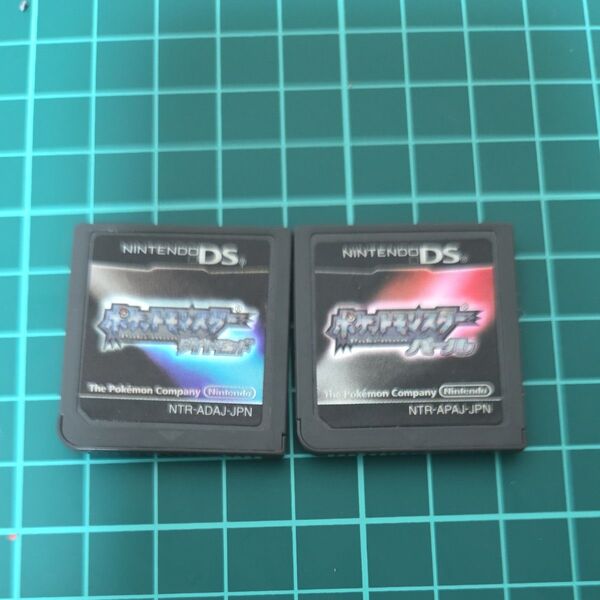 NINTENDO DS
ポケットモンスター
ダイヤモンド
The Pokémon Company Nintendo
NTR-ADAJ-JPN
NINTENDO DS
ポケットモンスター
パール
The Pokémon Company Nintendo
NTR-APAJ-JPN